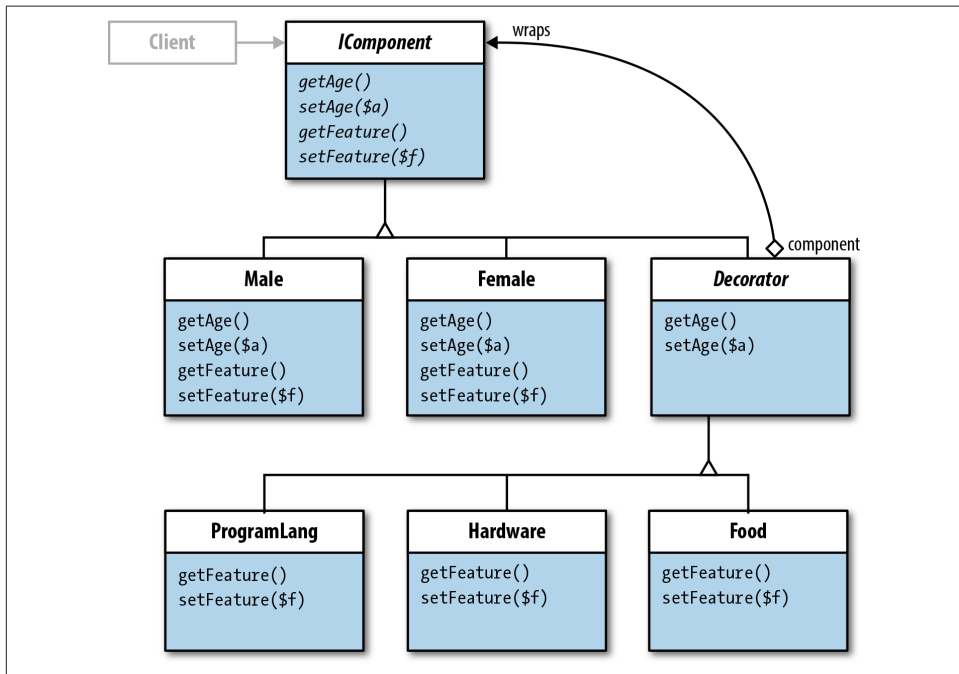 Client
IComponent
wraps
getAge()
setAge($a)
getFeature()
setFeature($f)
component
Male
getAge()
setAge($a)
getFeature()
setFeature($f)
Female
getAge()
setAge($a)
getFeature()
setFeature($f)
Decorator
getAge()
setAge($a)
ProgramLang
getFeature()
setFeature($f)
Hardware
getFeature()
setFeature($f)
Food
getFeature()
setFeature($f)